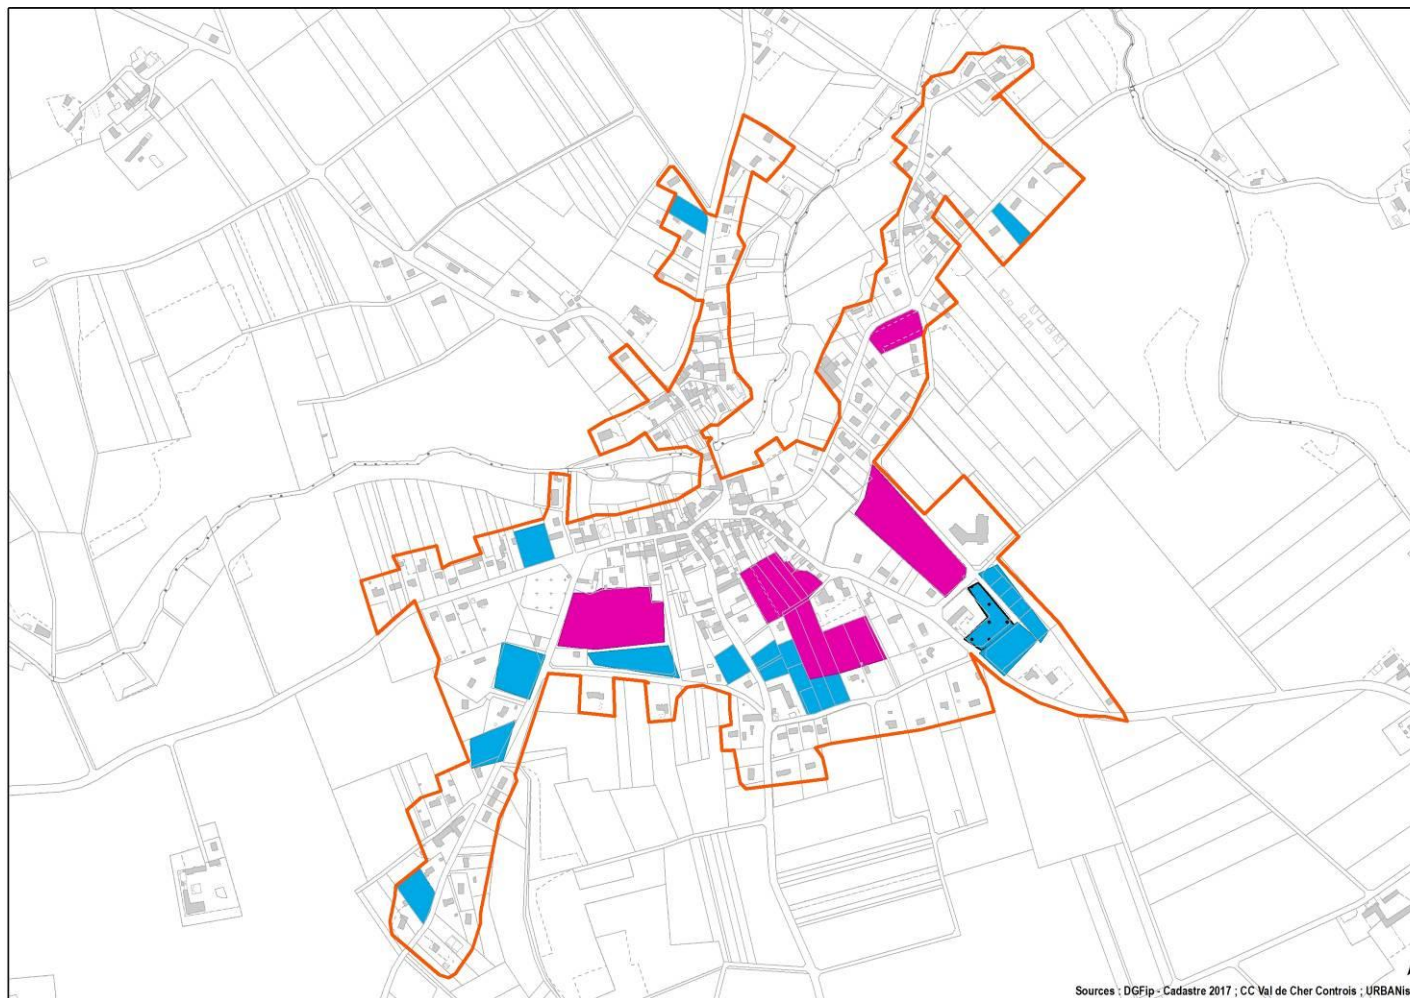 Sources : DGFip - Cadastre 2017 ; CC Val de Cher Controis ; URBANis